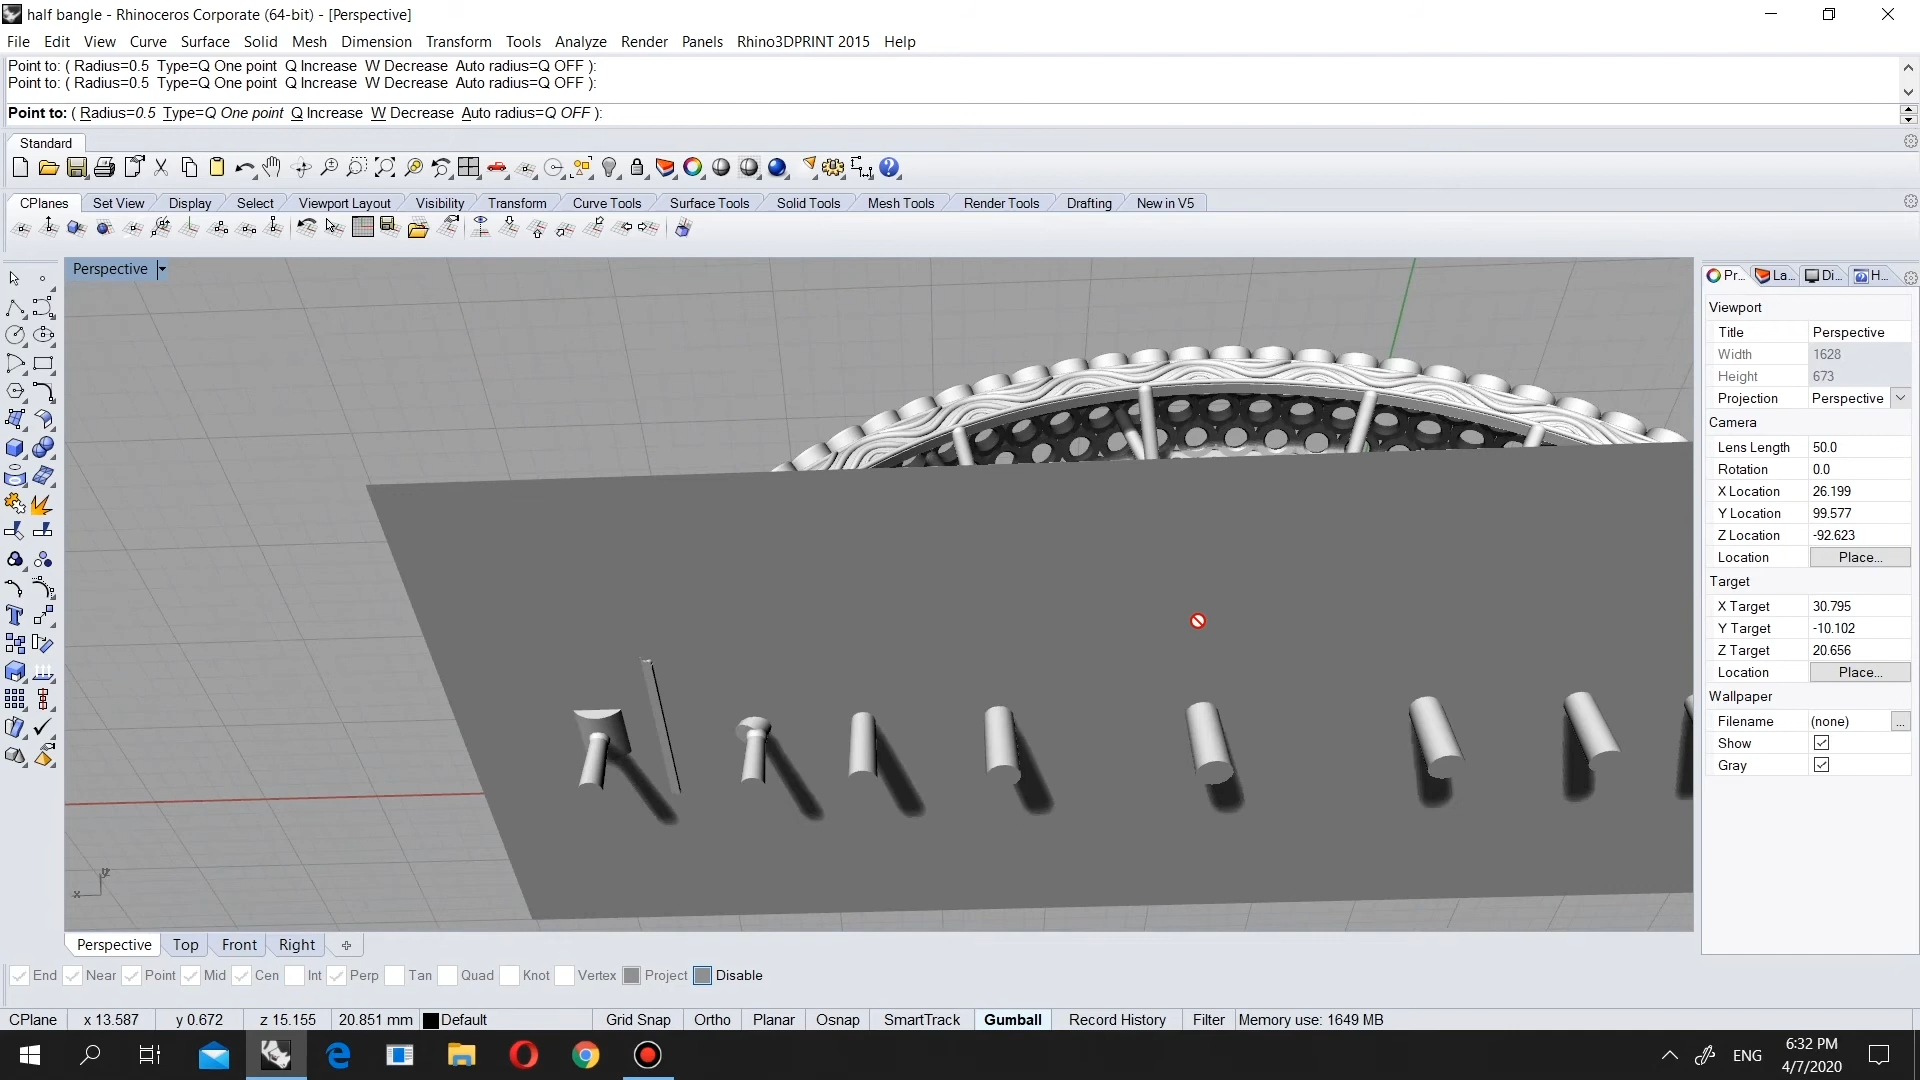 half bangle - Rhinoceros Corporate (64-bit) - [Perspective]
File Edit View Curve Surface Solid Mesh Dimension Transform Tools Analyze Render Panels Rhino3DPRINT 2015 Help
Point to: ( Radius=0.5 Type=Q One point Q Increase W Decrease Auto radius=Q OFF ):
Point to: ( Radius=0.5 Type=Q One point Q Increase W Decrease Auto radius=Q OFF ):
Point to: ( Radius=0.5 Type=Q One point Q Increase W Decrease Auto radius=Q OFF ):
Standard
CPlanes Set View Display Select Viewport Layout Visibility Transform Curve Tools Surface Tools Solid Tools Mesh Tools Render Tools Drafting New in V5
Perspective
Pr... La... Di... H...
Viewport
Title Perspective
Width 1628
Height 673
Projection Perspective
Camera
Lens Length 50.0
Rotation 0.0
X Location 26.199
Y Location 99.577
Z Location -92.623
Location Place...
Target
X Target 30.795
Y Target -10.102
Z Target 20.656
Location Place...
Wallpaper
Filename (none) ...
Show
Gray
x
Perspective Top Front Right
End Near Point Mid Cen Int Perp Tan Quad Knot Vertex Project Disable
CPlane x 13.587 y 0.672 z 15.155 20.851 mm Default Grid Snap Ortho Planar Osnap SmartTrack Gumball Record History Filter Memory use: 1649 MB
ENG
6:32 PM
4/7/2020